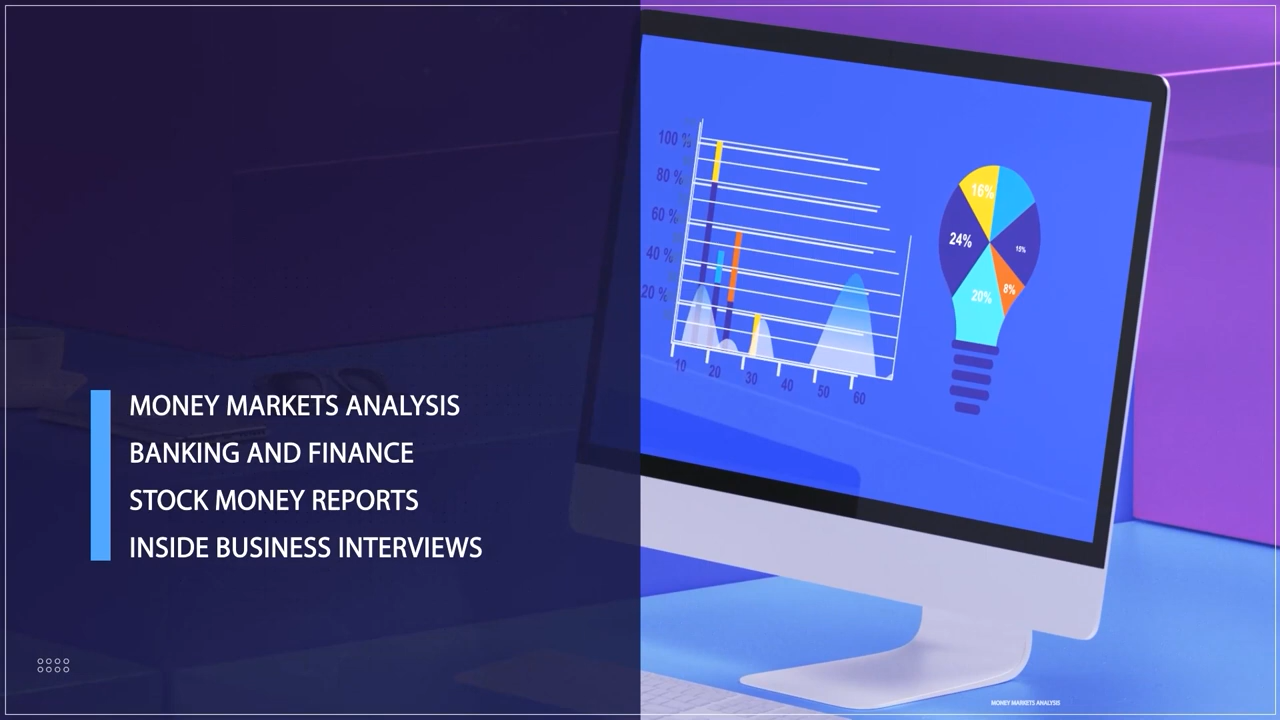 MONEY MARKETS ANALYSIS
BANKING AND FINANCE
STOCK MONEY REPORTS
INSIDE BUSINESS INTERVIEWS
100 %
80 %
60 %
40 %
20 %
10 20 30 40 50 60
16%
24%
15%
20%
8%
MONEY MARKETS ANALYSIS